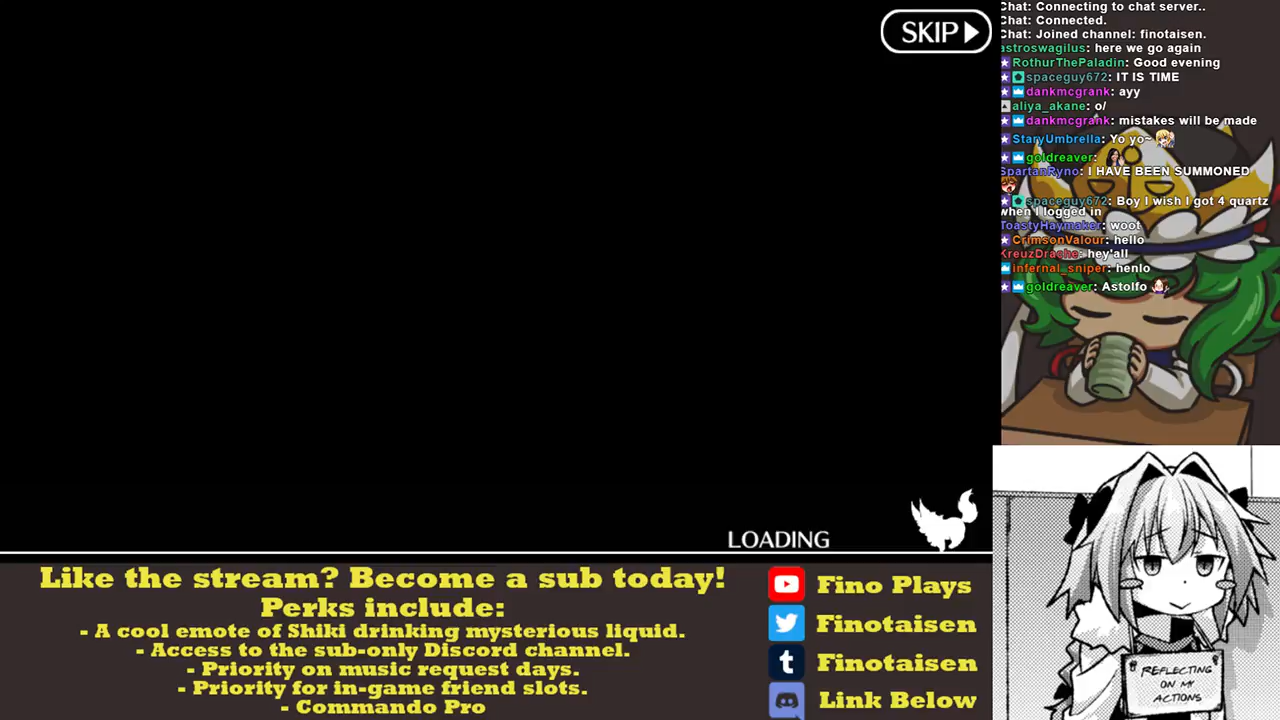 SKIP
LOADING
Chat: Connecting to chat server..
Chat: Connected.
Chat: Joined channel: finotaisen.
astroswagilus: here we go again
RothurThePaladin: Good evening
spaceguy672: IT IS TIME
dankmcgrank: ayy
aliya_akane: o/
dankmcgrank: mistakes will be made
StaryUmbrella: Yo yo~
goldreaver:
SpartanRyno: I HAVE BEEN SUMMONED
spaceguy672: Boy I wish I got 4 quartz
when I logged in
ToastyHaymaker: woot
CrimsonValour: hello
KreuzDrache: hey'all
infernal_sniper: henlo
goldreaver: Astolfo
Like the stream? Become a sub today!
Perks include:
- A cool emote of Shiki drinking mysterious liquid.
- Access to the sub-only Discord channel.
- Priority on music request days.
- Priority for in-game friend slots.
- Commando Pro
Fino Plays
Finotaisen
Finotaisen
Link Below
REFLECTING
ON MY
ACTIONS